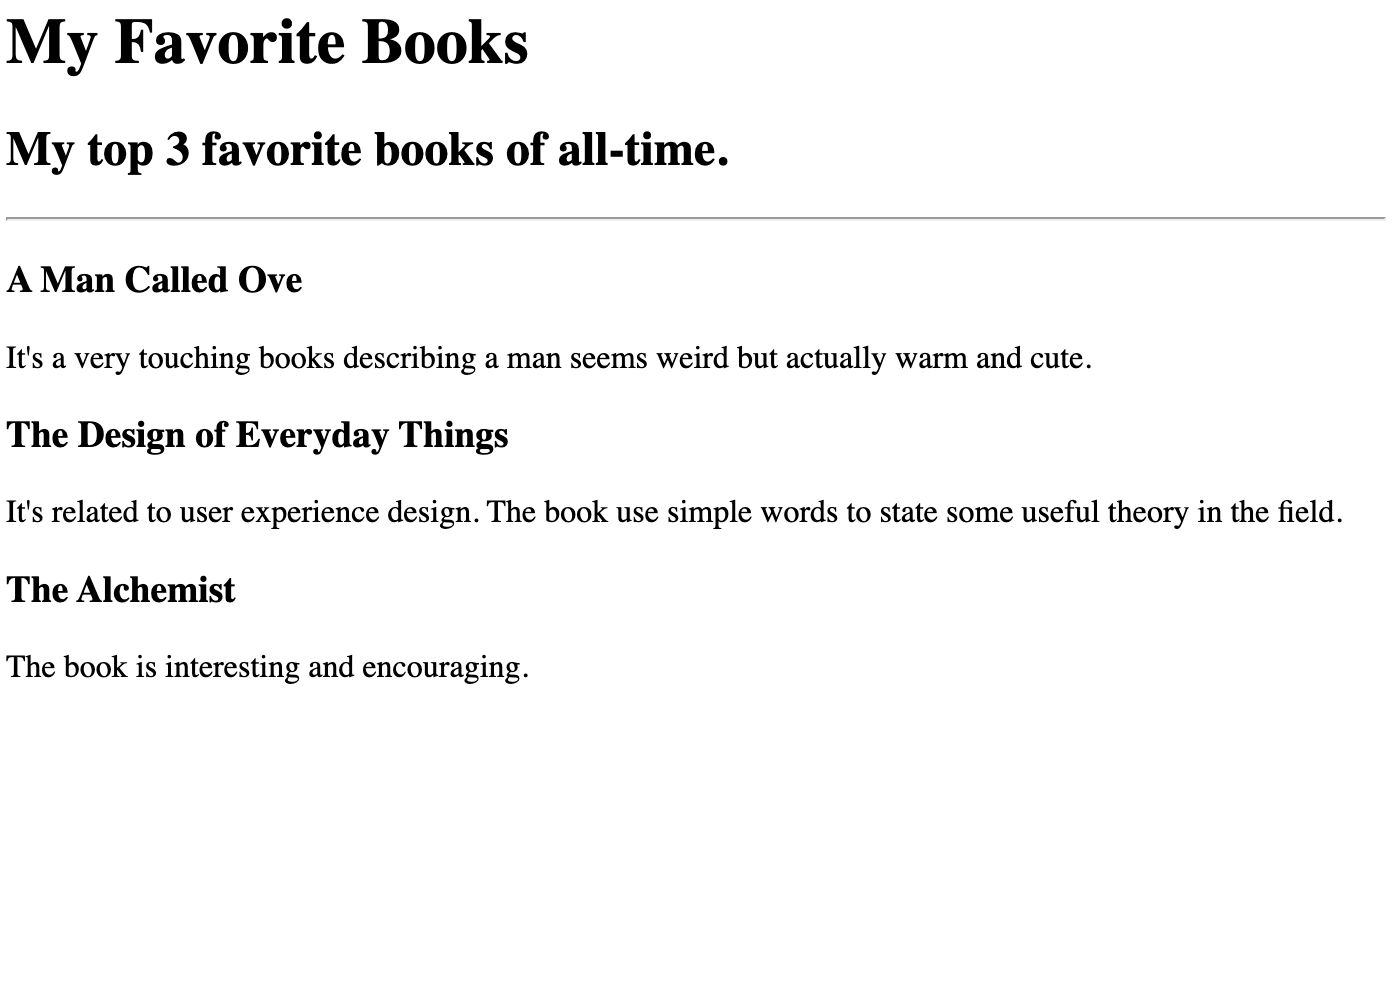 My Favorite Books
My top 3 favorite books of all-time.
A Man Called Ove
It's a very touching books describing a man seems weird but actually warm and cute.
The Design of Everyday Things
It's related to user experience design. The book use simple words to state some useful theory in the field.
The Alchemist
The book is interesting and encouraging.